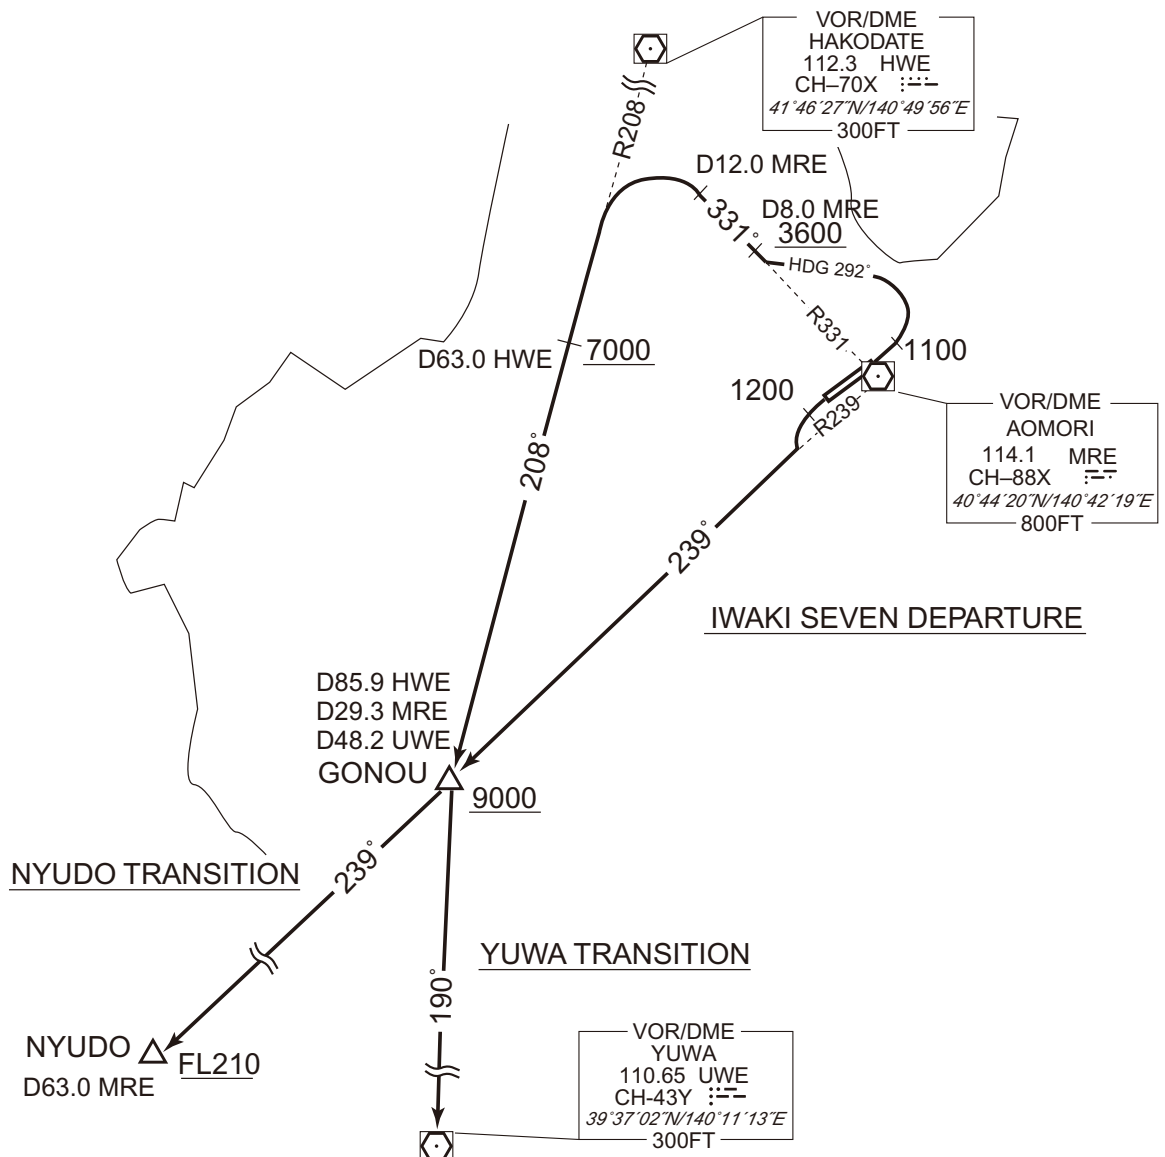 VOR/DME
HAKODATE
112.3 HWE
CH–70X
41°46´27˝N/140°49´56˝E
300FT
R208
D12.0 MRE
331°
D8.0 MRE
3600
HDG 292°
R331
D63.0 HWE
7000
1100
1200
R239
VOR/DME
AOMORI
114.1 MRE
CH–88X
40°44´20˝N/140°42´19˝E
800FT
208°
239°
IWAKI SEVEN DEPARTURE
D85.9 HWE
D29.3 MRE
D48.2 UWE
GONOU
9000
239°
NYUDO TRANSITION
YUWA TRANSITION
190°
NYUDO
FL210
D63.0 MRE
VOR/DME
YUWA
110.65 UWE
CH-43Y
39°37´02˝N/140°11´13˝E
300FT